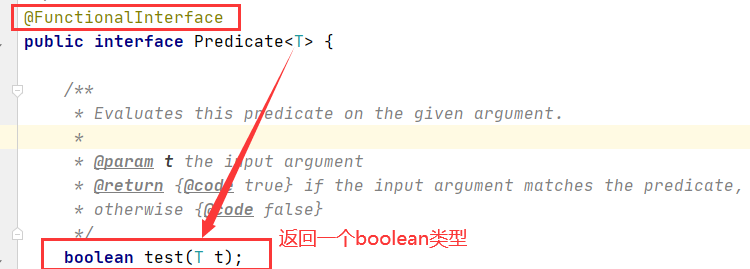 @FunctionalInterface
public interface Predicate<T> {
/**
* Evaluates this predicate on the given argument.
*
* @param t the input argument
* @return {@code true} if the input argument matches the predicate,
* otherwise {@code false}
*/
boolean test(T t);
返回一个boolean类型